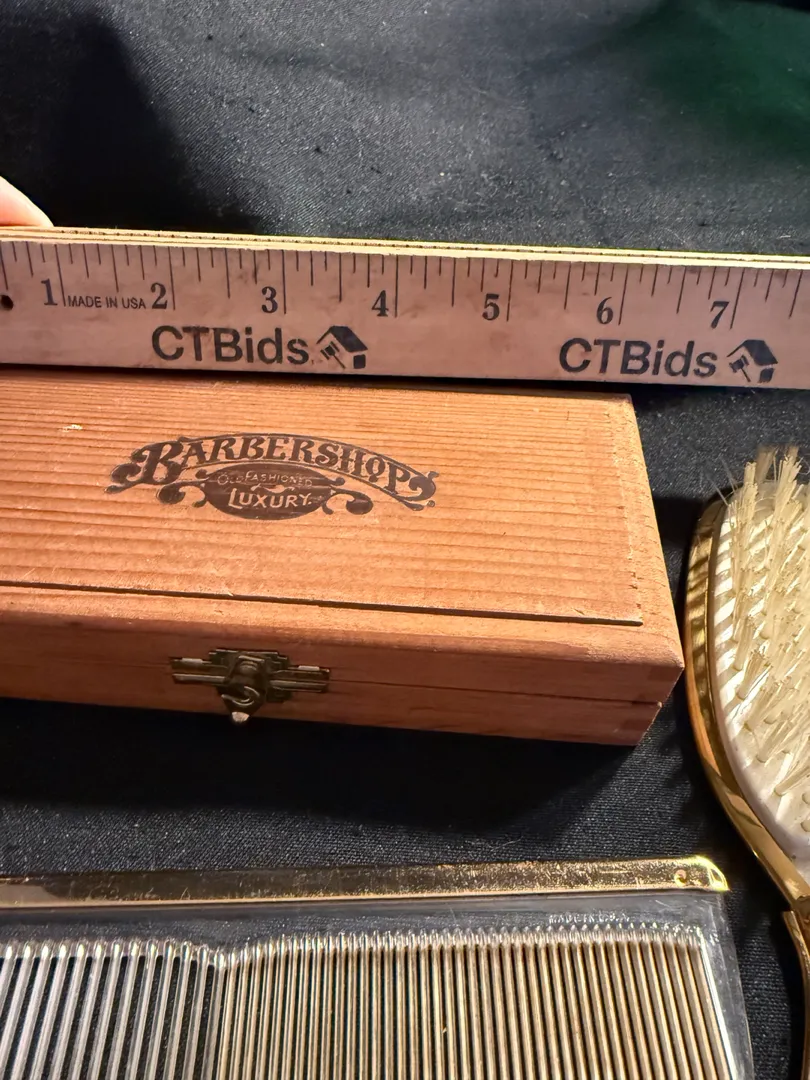 1 MADE IN USA 2 3 4 5 6 7
CTBids CTBids
BARBERSHOP
OLD FASHIONED
LUXURY
MADE IN U.S.A.